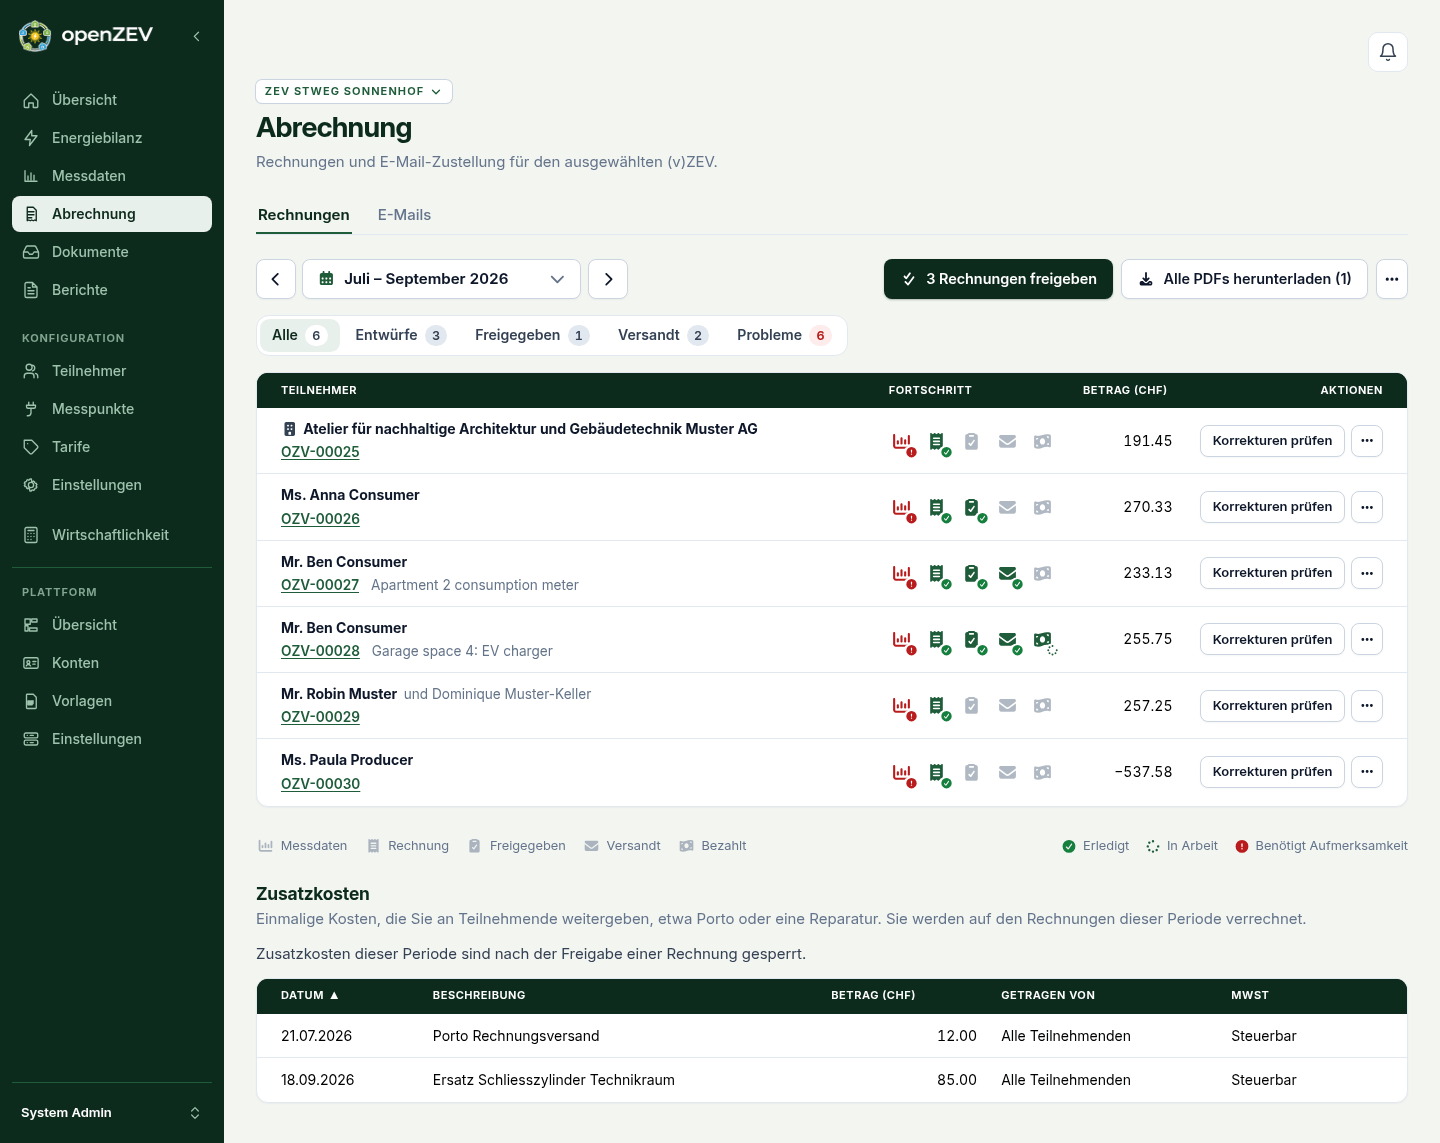 openZEV
Übersicht
Energiebilanz
Messdaten
Abrechnung
Dokumente
Berichte
KONFIGURATION
Teilnehmer
Messpunkte
Tarife
Einstellungen
Wirtschaftlichkeit
PLATTFORM
Übersicht
Konten
Vorlagen
Einstellungen
System Admin
ZEV STWEG SONNENHOF
Abrechnung
Rechnungen und E-Mail-Zustellung für den ausgewählten (v)ZEV.
Rechnungen E-Mails
Juli – September 2026 3 Rechnungen freigeben Alle PDFs herunterladen (1)
Alle 6 Entwürfe 3 Freigegeben 1 Versandt 2 Probleme 6
TEILNEHMER FORTSCHRITT BETRAG (CHF) AKTIONEN
Atelier für nachhaltige Architektur und Gebäudetechnik Muster AG
OZV-00025 191.45 Korrekturen prüfen
Ms. Anna Consumer
OZV-00026 270.33 Korrekturen prüfen
Mr. Ben Consumer
OZV-00027 Apartment 2 consumption meter 233.13 Korrekturen prüfen
Mr. Ben Consumer
OZV-00028 Garage space 4: EV charger 255.75 Korrekturen prüfen
Mr. Robin Muster und Dominique Muster-Keller
OZV-00029 257.25 Korrekturen prüfen
Ms. Paula Producer
OZV-00030 −537.58 Korrekturen prüfen
Messdaten Rechnung Freigegeben Versandt Bezahlt Erledigt In Arbeit Benötigt Aufmerksamkeit
Zusatzkosten
Einmalige Kosten, die Sie an Teilnehmende weitergeben, etwa Porto oder eine Reparatur. Sie werden auf den Rechnungen dieser Periode verrechnet.
Zusatzkosten dieser Periode sind nach der Freigabe einer Rechnung gesperrt.
DATUM ▲ BESCHREIBUNG BETRAG (CHF) GETRAGEN VON MWST
21.07.2026 Porto Rechnungsversand 12.00 Alle Teilnehmenden Steuerbar
18.09.2026 Ersatz Schliesszylinder Technikraum 85.00 Alle Teilnehmenden Steuerbar